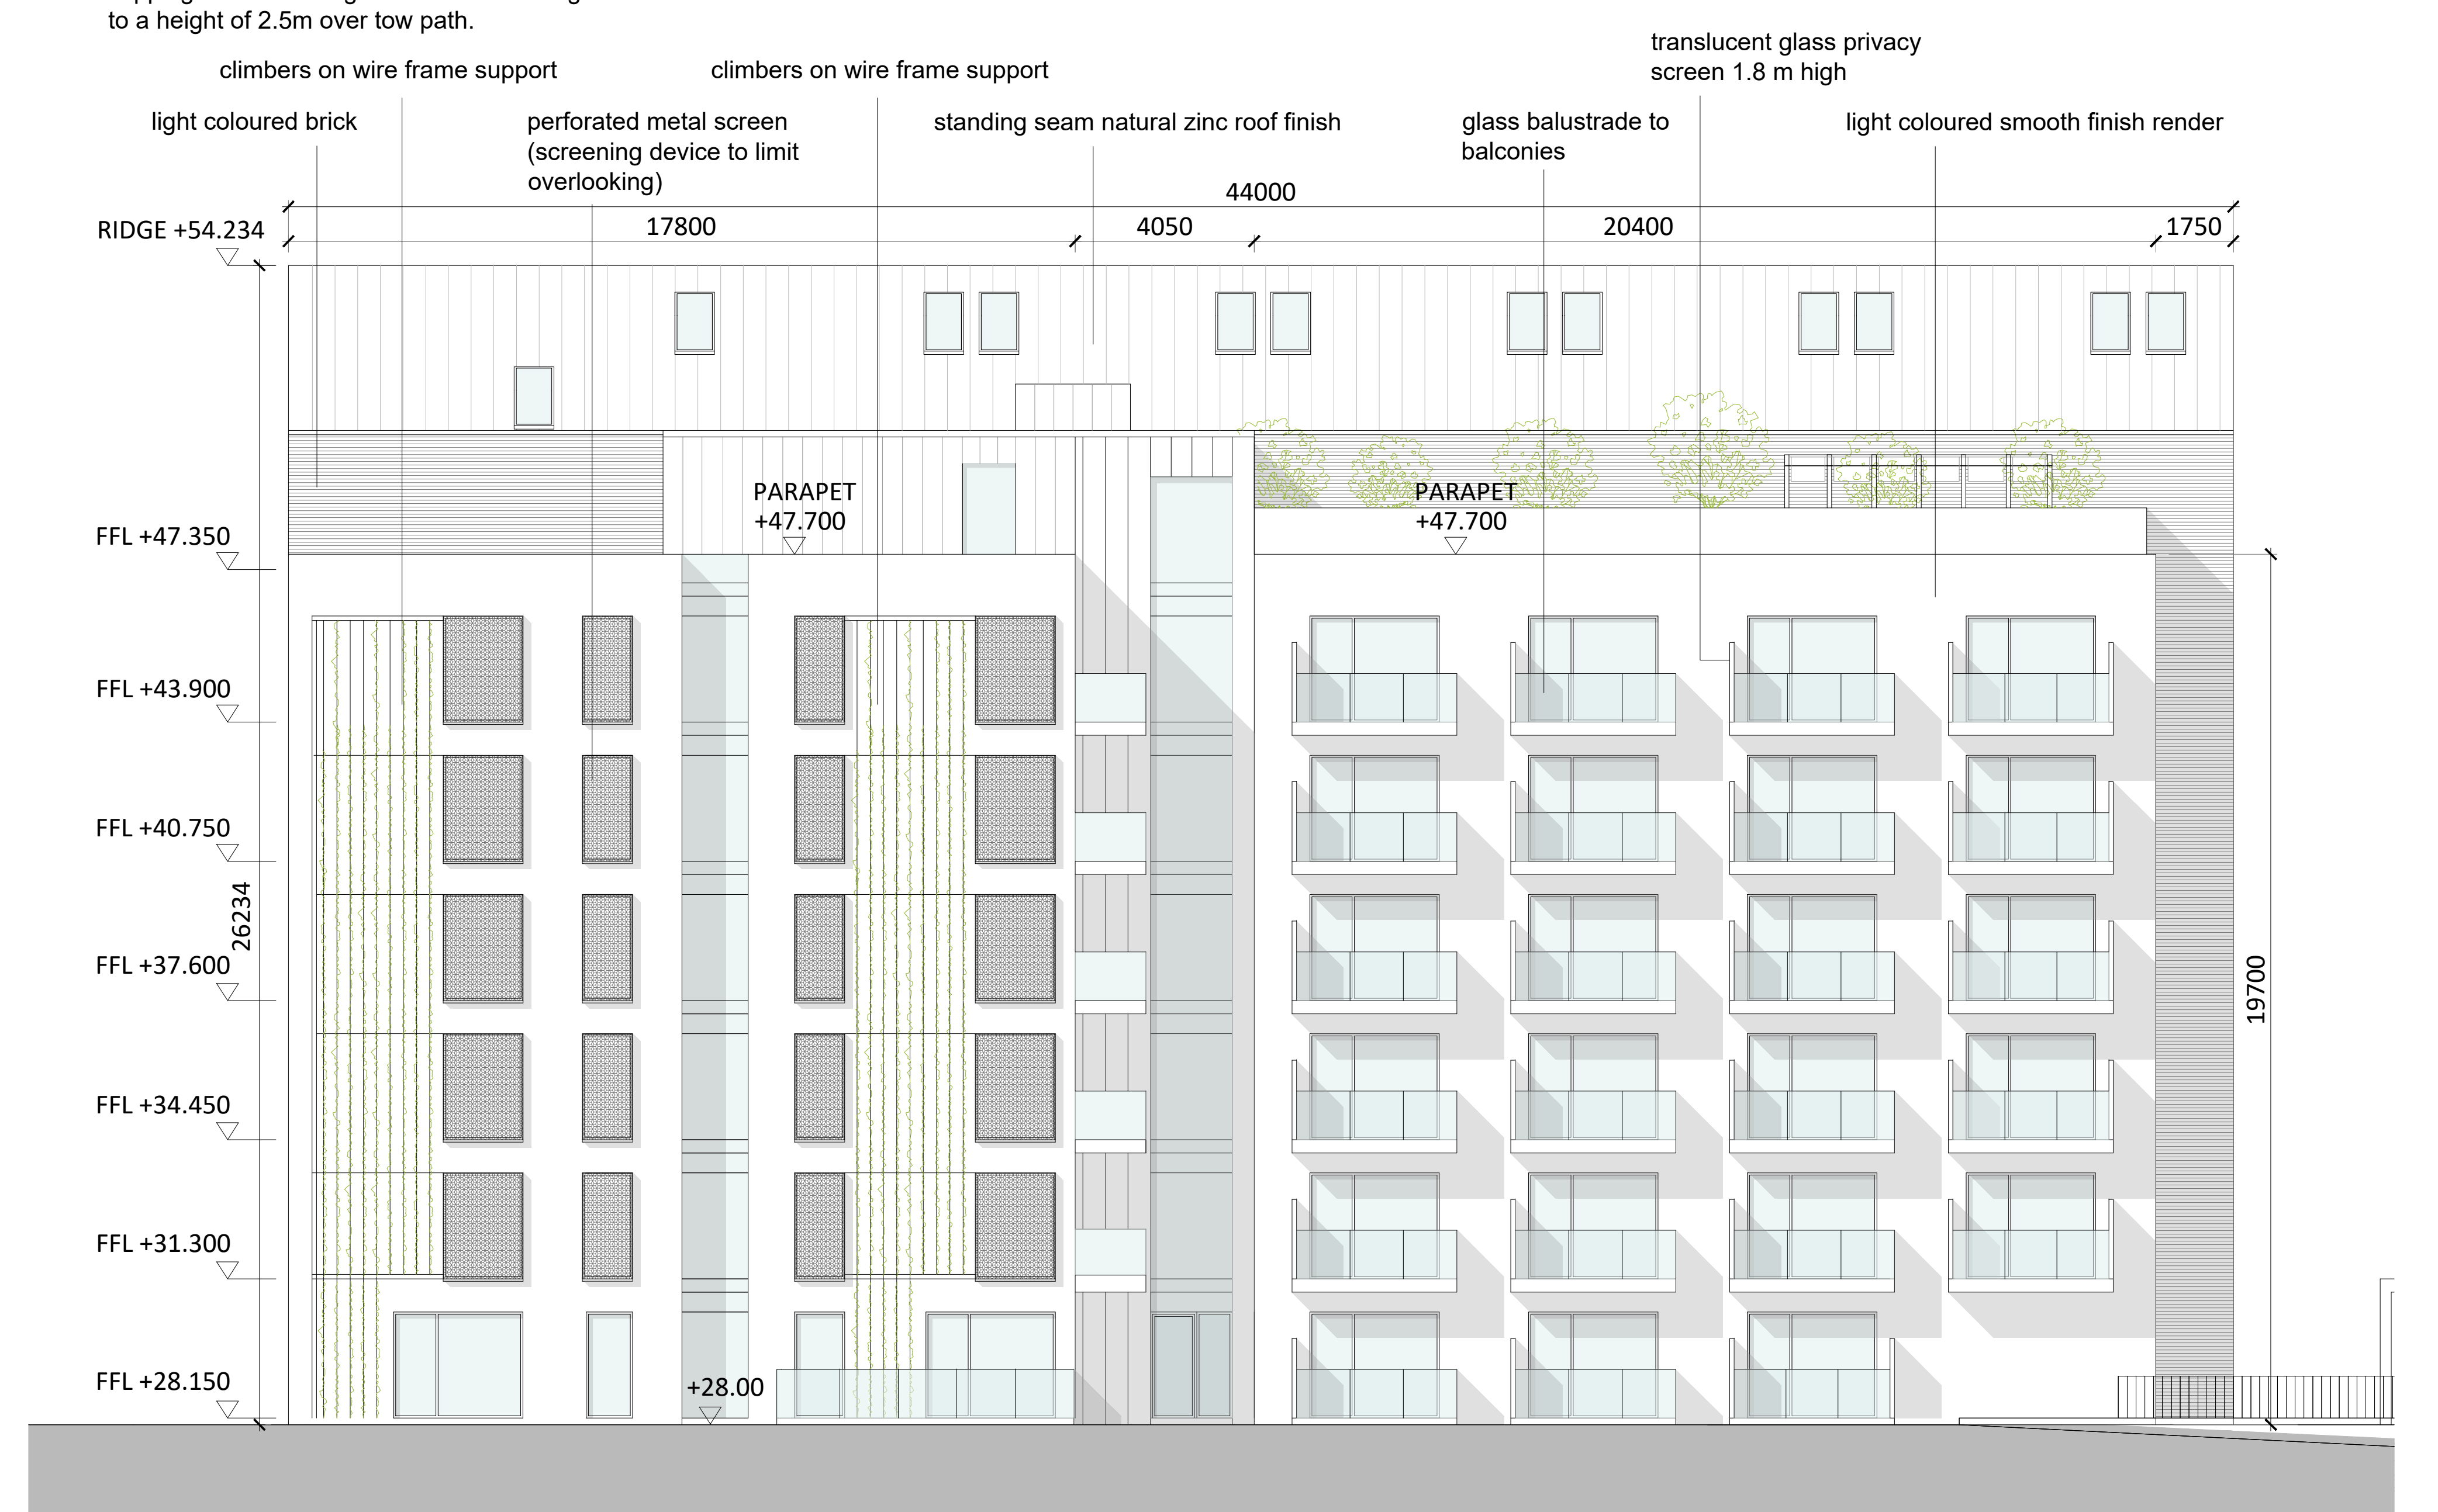 to a height of 2.5m over tow path.
translucent glass privacy
screen 1.8 m high
climbers on wire frame support
climbers on wire frame support
light coloured brick
perforated metal screen
(screening device to limit
overlooking)
standing seam natural zinc roof finish
glass balustrade to
balconies
light coloured smooth finish render
44000
17800
4050
20400
1750
RIDGE +54.234
PARAPET
+47.700
PARAPET
+47.700
FFL +47.350
FFL +43.900
FFL +40.750
26234
FFL +37.600
19700
FFL +34.450
FFL +31.300
FFL +28.150
+28.00